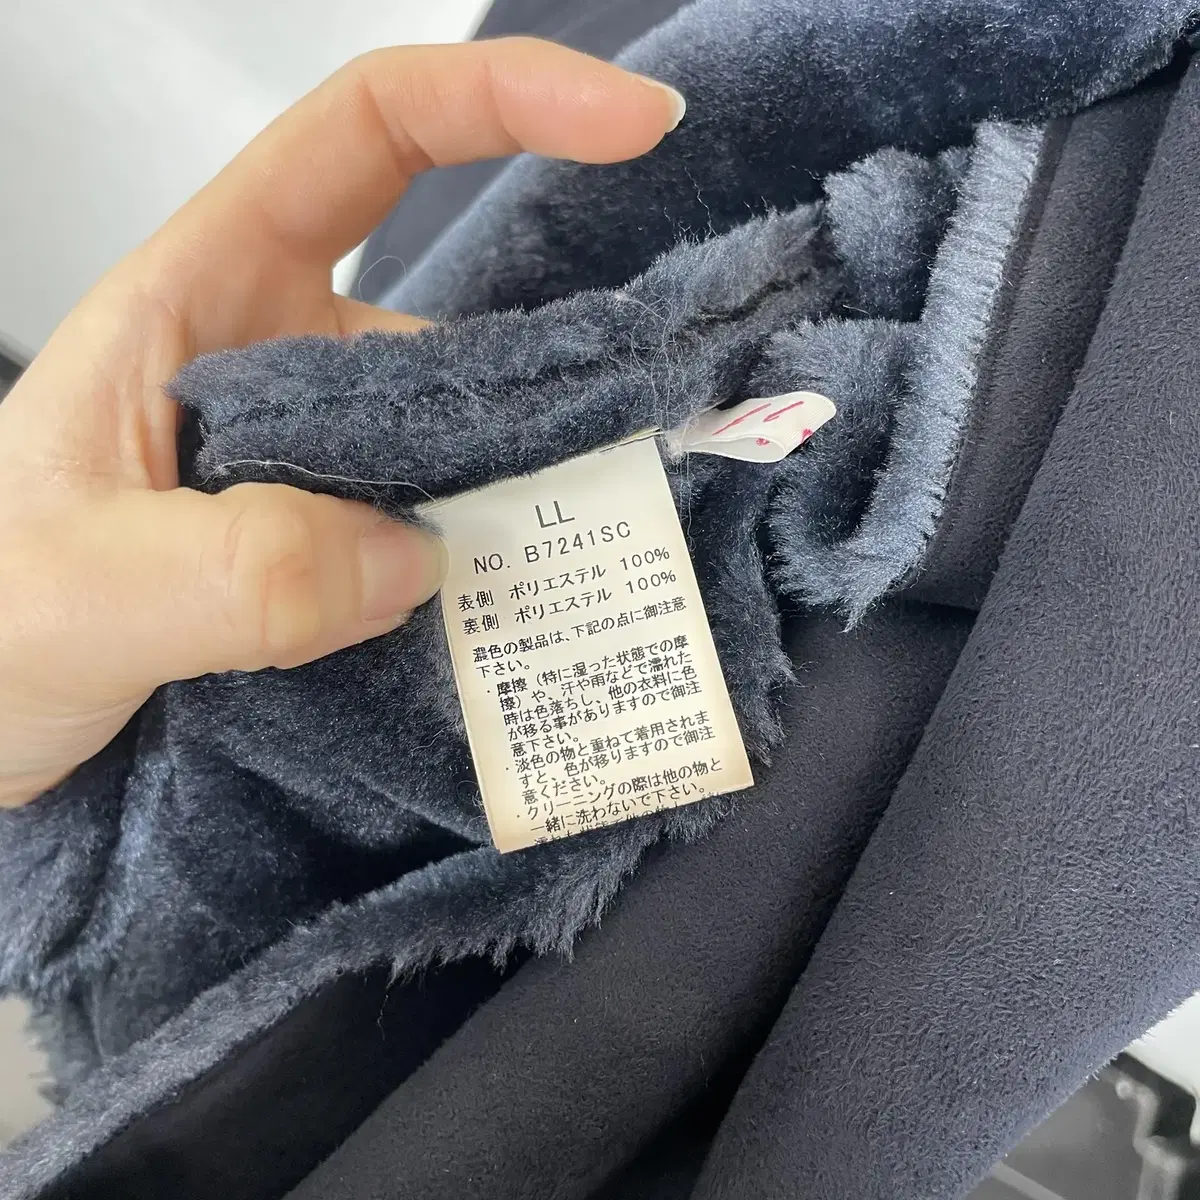 LL
NO. B7241SC
表側 ポリエステル 100%
裏側 ポリエステル 100%
濃色の製品は、下記の点に御注意
下さい。
・摩擦（特に湿った状態での摩
擦）や、汗や雨などで濡れた
時は色落ちし、他の衣料に色
が移る事がありますので御注
意下さい。
・淡色の物と重ねて着用されま
すと、色が移りますので御注
意ください。
・クリーニングの際は他の物と
一緒に洗わないで下さい。